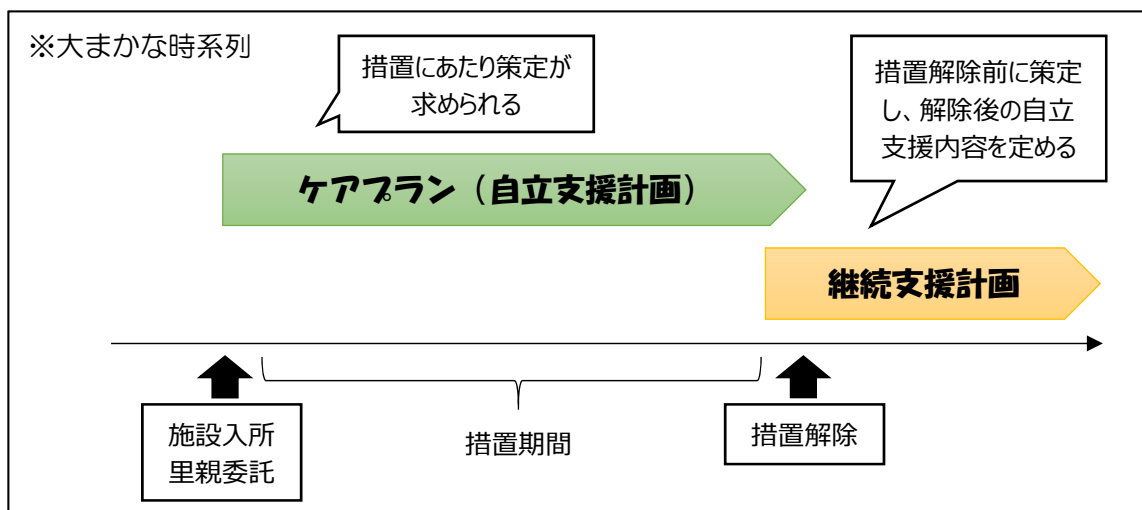 ※大まかな時系列
措置にあたり策定が
求められる
措置解除前に策定
し、解除後の自立
支援内容を定める
ケアプラン（自立支援計画）
継続支援計画
施設入所
里親委託
措置期間
措置解除